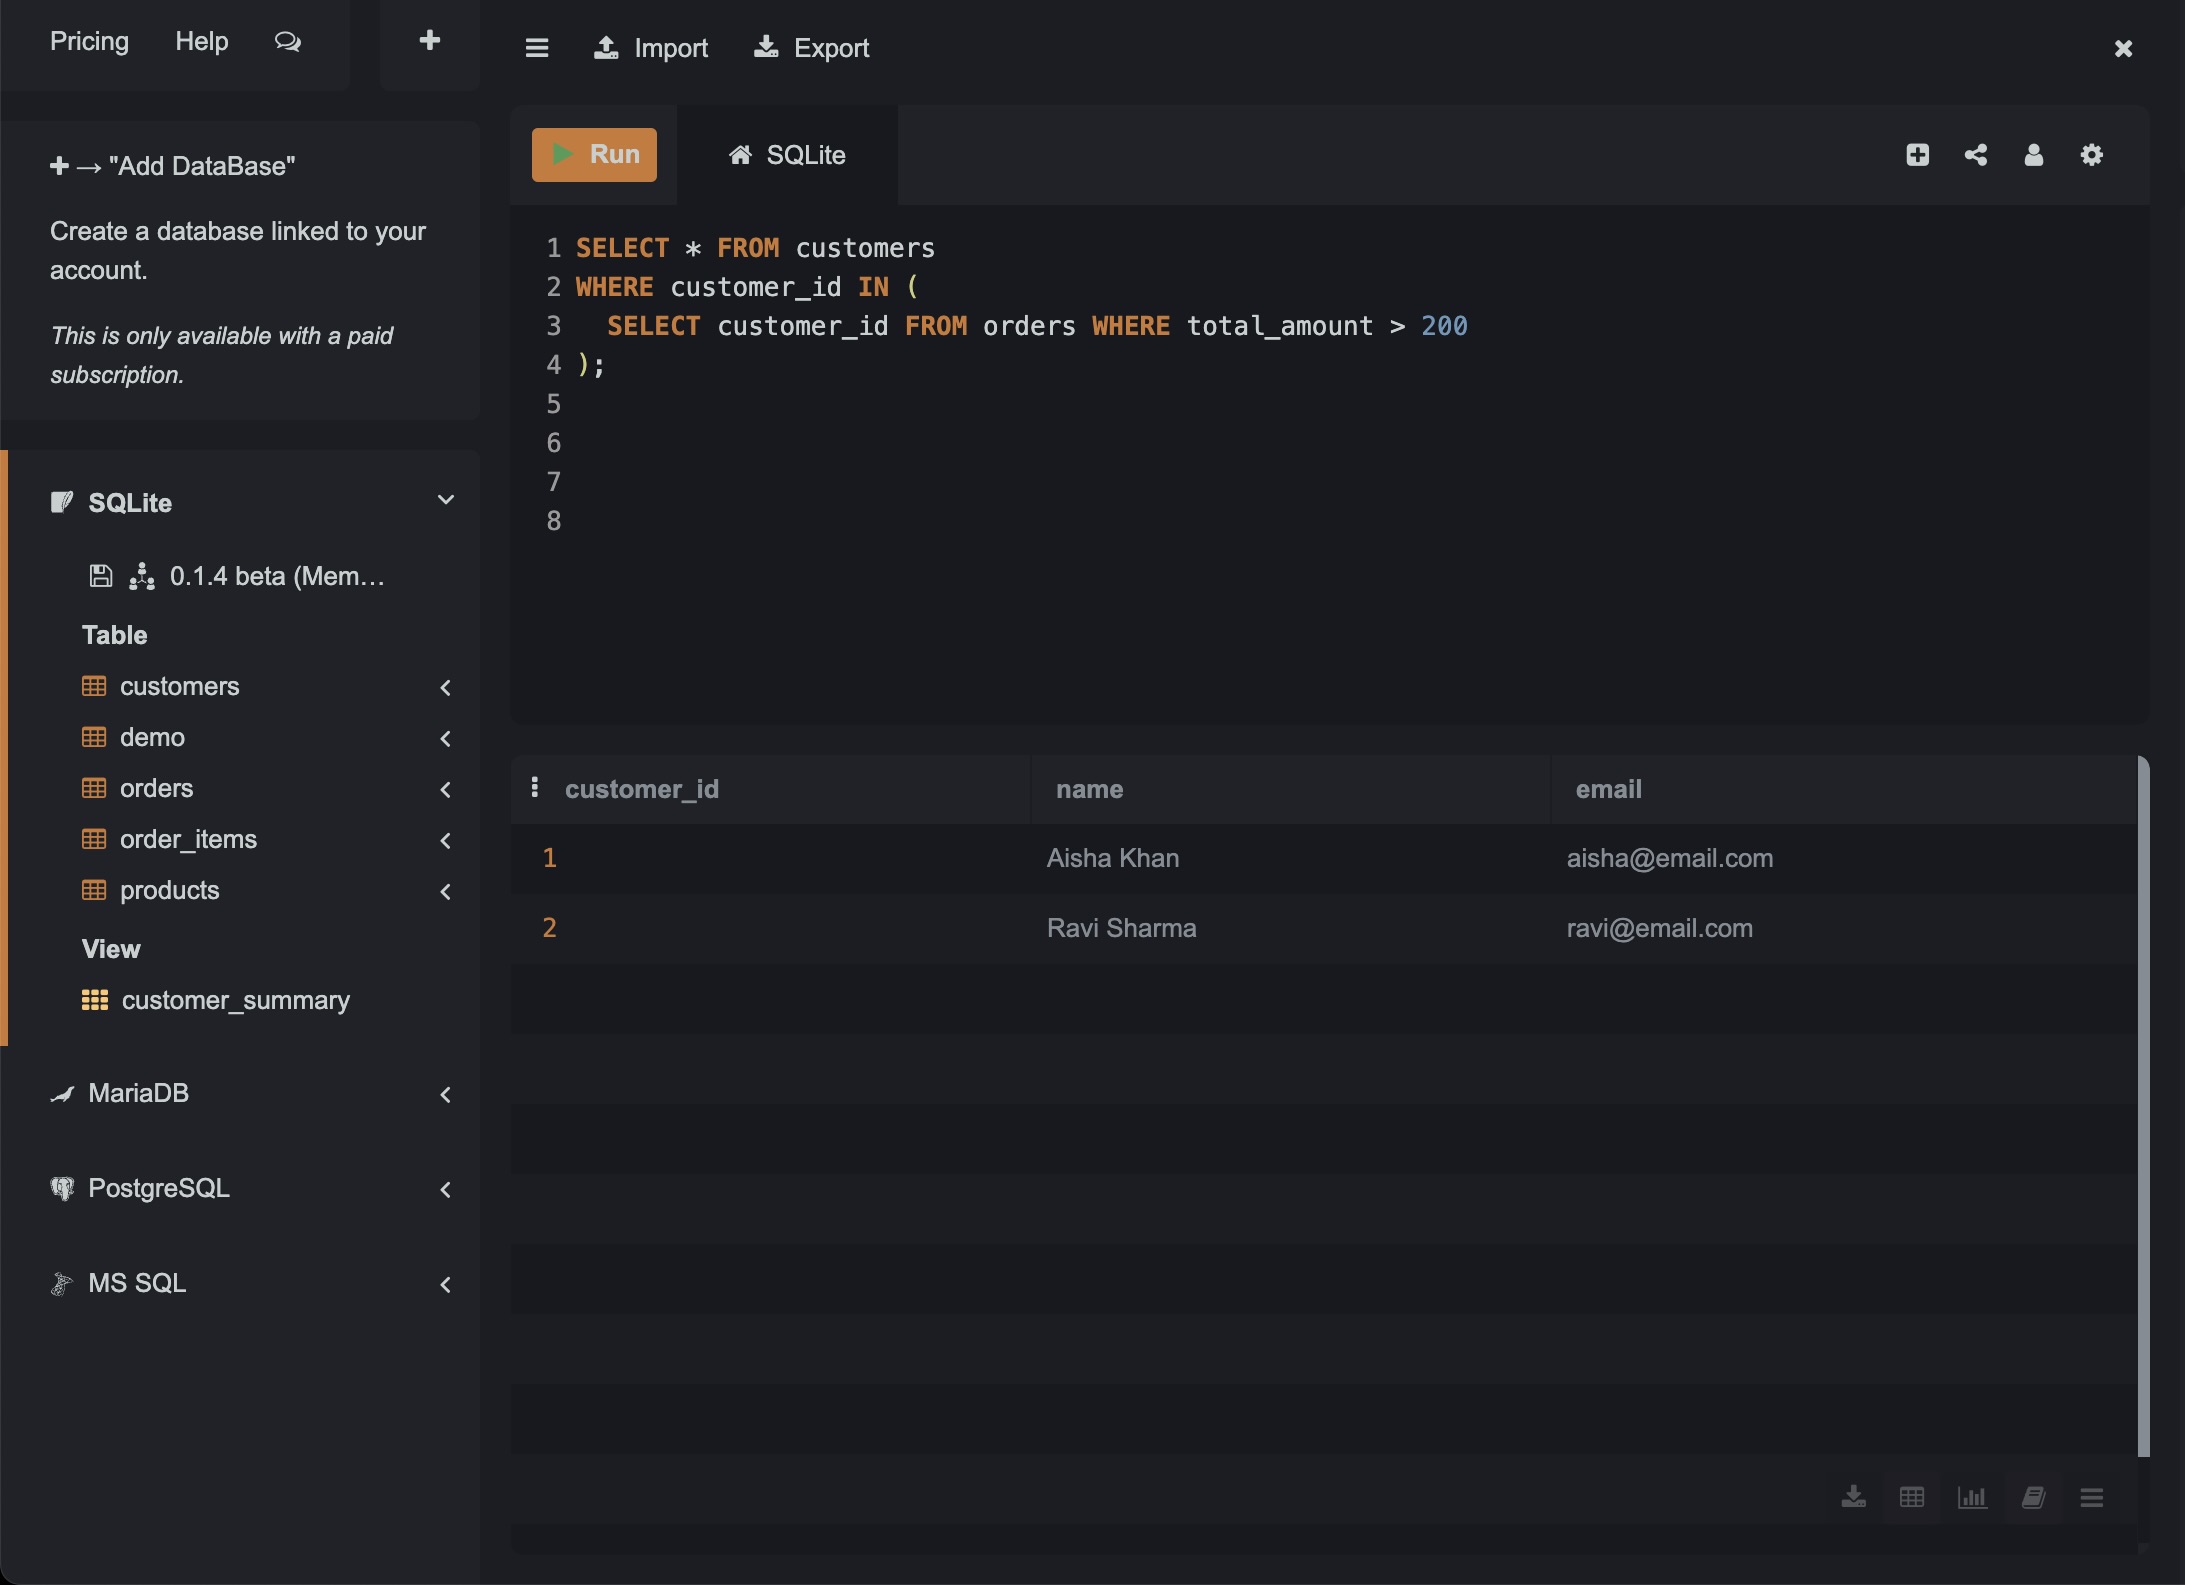 Pricing Help
Import Export
"Add DataBase"
Create a database linked to your
account.
This is only available with a paid
subscription.
SQLite
0.1.4 beta (Mem...
Table
customers
demo
orders
order_items
products
View
customer_summary
MariaDB
PostgreSQL
MS SQL
Run SQLite
1 SELECT * FROM customers
2 WHERE customer_id IN (
3 SELECT customer_id FROM orders WHERE total_amount > 200
4 );
5
6
7
8
customer_id name email
1 Aisha Khan aisha@email.com
2 Ravi Sharma ravi@email.com